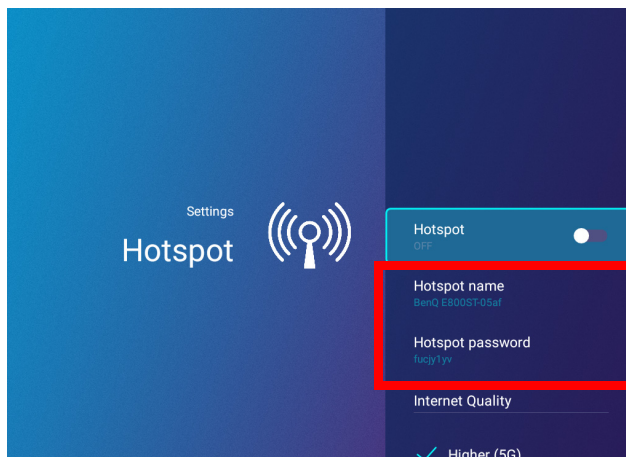 Settings
Hotspot
Hotspot
OFF
Hotspot name
BenQ E800ST-05af
Hotspot password
fucjy1yv
Internet Quality
Higher (5G)